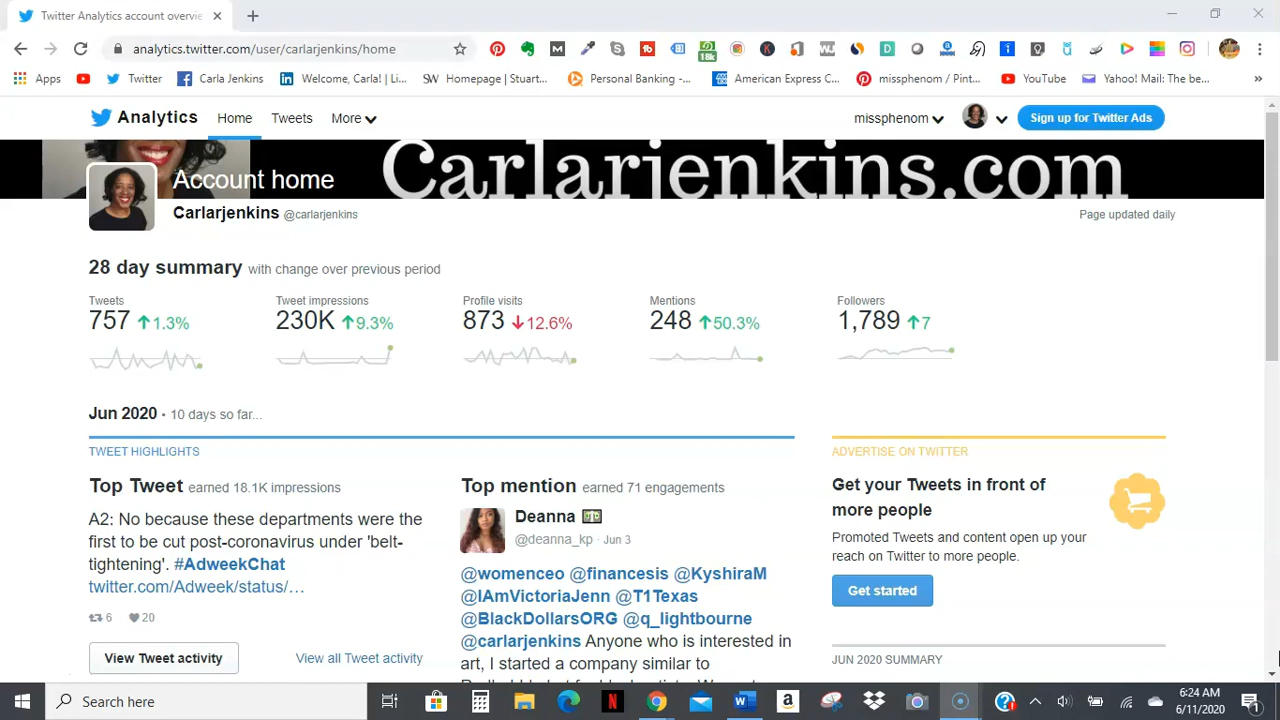 Twitter Analytics account overvie
analytics.twitter.com/user/carlarjenkins/home
18k
Apps
Twitter
Carla Jenkins
Welcome, Carla! | Li...
SW Homepage | Stuart...
Personal Banking -...
American Express C...
missphenom / Pint...
YouTube
Yahoo! Mail: The be...
Analytics
Home
Tweets
More
missphenom
Sign up for Twitter Ads
Carlarjenkins.com
Account home
Carlarjenkins @carlarjenkins
Page updated daily
28 day summary with change over previous period
Tweets
757 1.3%
Tweet impressions
230K 9.3%
Profile visits
873 12.6%
Mentions
248 50.3%
Followers
1,789 7
Jun 2020 • 10 days so far...
TWEET HIGHLIGHTS
Top Tweet earned 18.1K impressions
A2: No because these departments were the
first to be cut post-coronavirus under 'belt-
tightening'. #AdweekChat
twitter.com/Adweek/status/…
6 20
View Tweet activity
View all Tweet activity
Top mention earned 71 engagements
Deanna
@deanna_kp · Jun 3
@womenceo @financesis @KyshiraM
@IAmVictoriaJenn @T1Texas
@BlackDollarsORG @q_lightbourne
@carlarjenkins Anyone who is interested in
art, I started a company similar to
ADVERTISE ON TWITTER
Get your Tweets in front of
more people
Promoted Tweets and content open up your
reach on Twitter to more people.
Get started
JUN 2020 SUMMARY
Search here
6:24 AM
6/11/2020
1